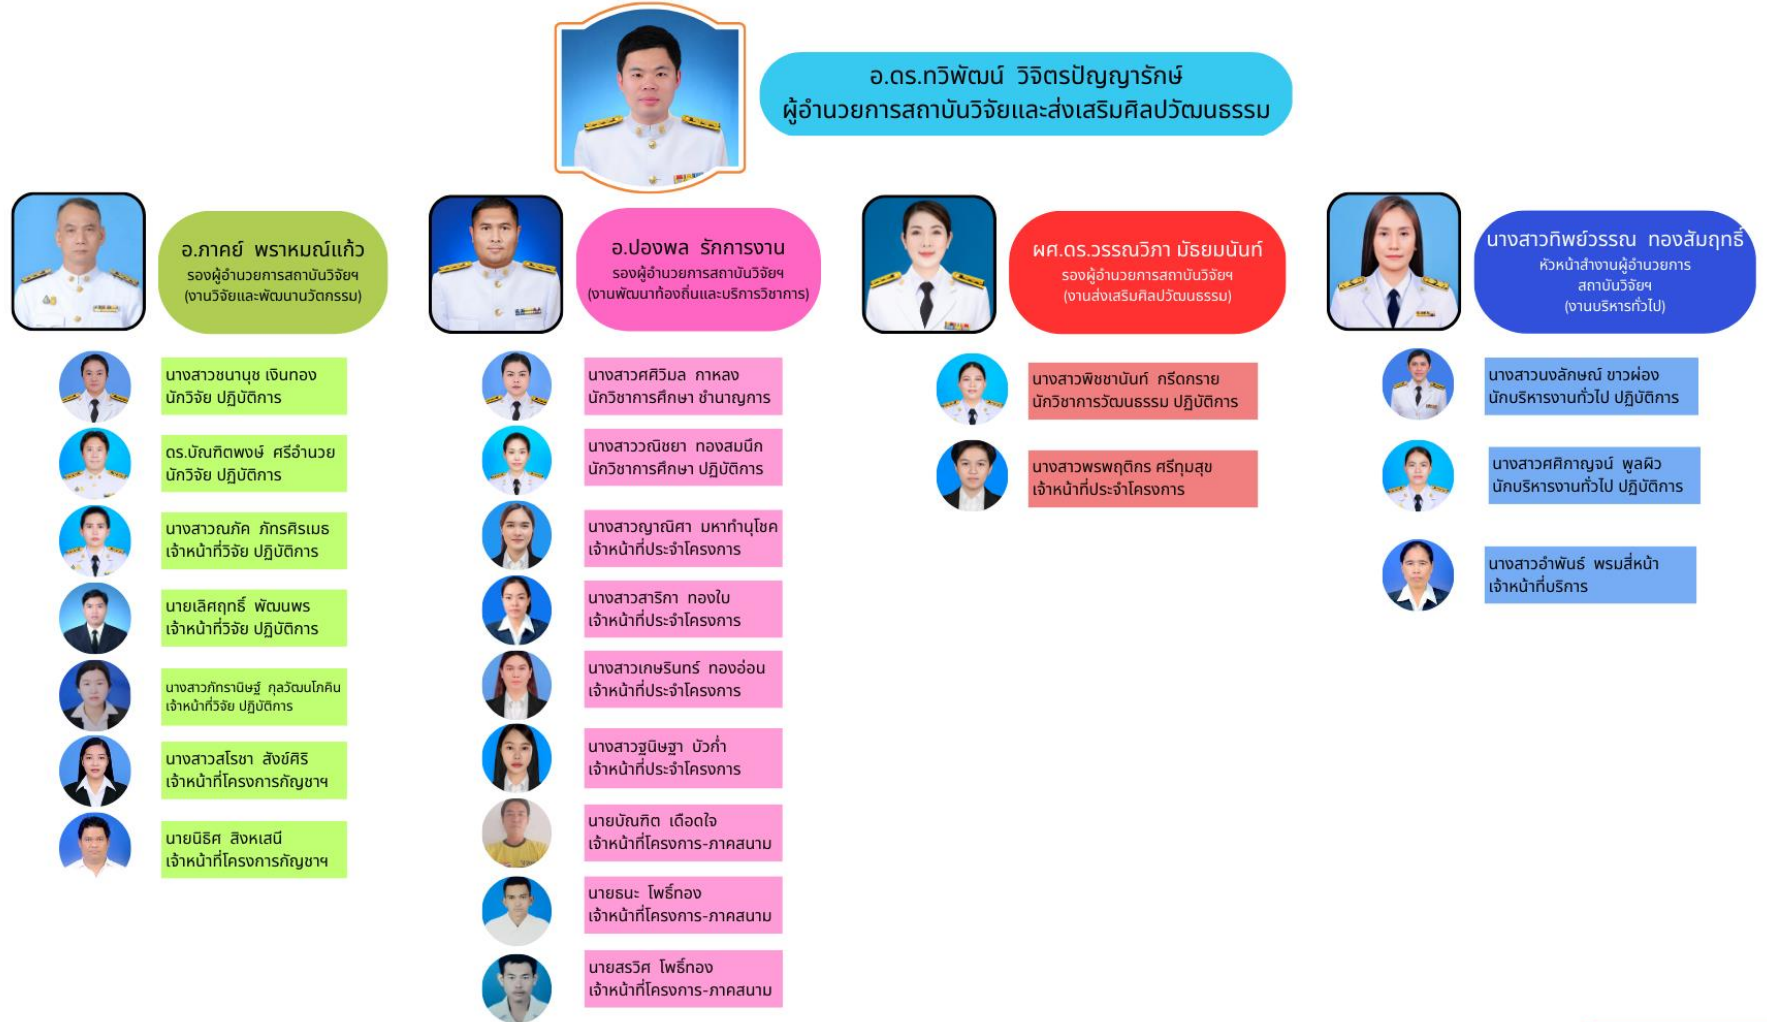 อ.ดร.ทวิพัฒน์ วิจิตรปัญญารักษ์
ผู้อำนวยการสถาบันวิจัยและส่งเสริมศิลปวัฒนธรรม
อ.ภาคย์ พราหมณ์แก้ว
รองผู้อำนวยการสถาบันวิจัยฯ
(งานวิจัยและพัฒนานวัตกรรม)
นางสาวชนานุช เงินทอง
นักวิจัย ปฏิบัติการ
ดร.บัณฑิตพงษ์ ศรีอำนวย
นักวิจัย ปฏิบัติการ
นางสาวณภัค ภัทรศิรเมธ
เจ้าหน้าที่วิจัย ปฏิบัติการ
นายเลิศฤทธิ์ พัฒนพร
เจ้าหน้าที่วิจัย ปฏิบัติการ
นางสาวภัทรานิษฐ์ กุลวัฒนโภคิน
เจ้าหน้าที่วิจัย ปฏิบัติการ
นางสาวสโรชา สังข์ศิริ
เจ้าหน้าที่โครงการกัญชาฯ
นายนิธิศ สิงหเสนี
เจ้าหน้าที่โครงการกัญชาฯ
อ.ปองพล รักการงาน
รองผู้อำนวยการสถาบันวิจัยฯ
(งานพัฒนาท้องถิ่นและบริการวิชาการ)
นางสาวศศิวิมล กาหลง
นักวิชาการศึกษา ชำนาญการ
นางสาววณิชยา ทองสมนึก
นักวิชาการศึกษา ปฏิบัติการ
นางสาวญาณิศา มหาทำนุโชค
เจ้าหน้าที่ประจำโครงการ
นางสาวสาริกา ทองใบ
เจ้าหน้าที่ประจำโครงการ
นางสาวเกษรินทร์ ทองอ่อน
เจ้าหน้าที่ประจำโครงการ
นางสาวฐนิษฐา บัวก่ำ
เจ้าหน้าที่ประจำโครงการ
นายบัณฑิต เดือดใจ
เจ้าหน้าที่โครงการ-ภาคสนาม
นายธนะ โพธิ์ทอง
เจ้าหน้าที่โครงการ-ภาคสนาม
นายสรวิศ โพธิ์ทอง
เจ้าหน้าที่โครงการ-ภาคสนาม
ผศ.ดร.วรรณวิภา มัธยมนันท์
รองผู้อำนวยการสถาบันวิจัยฯ
(งานส่งเสริมศิลปวัฒนธรรม)
นางสาวพิชชานันท์ กรีดกราย
นักวิชาการวัฒนธรรม ปฏิบัติการ
นางสาวพรพฤติกร ศรีทุมสุข
เจ้าหน้าที่ประจำโครงการ
นางสาวทิพย์วรรณ ทองสัมฤทธิ์
หัวหน้าสำงานผู้อำนวยการ
สถาบันวิจัยฯ
(งานบริหารทั่วไป)
นางสาวนงลักษณ์ ขาวผ่อง
นักบริหารงานทั่วไป ปฏิบัติการ
นางสาวศศิกาญจน์ พูลผิว
นักบริหารงานทั่วไป ปฏิบัติการ
นางสาวอำพันธ์ พรมสี่หน้า
เจ้าหน้าที่บริการ